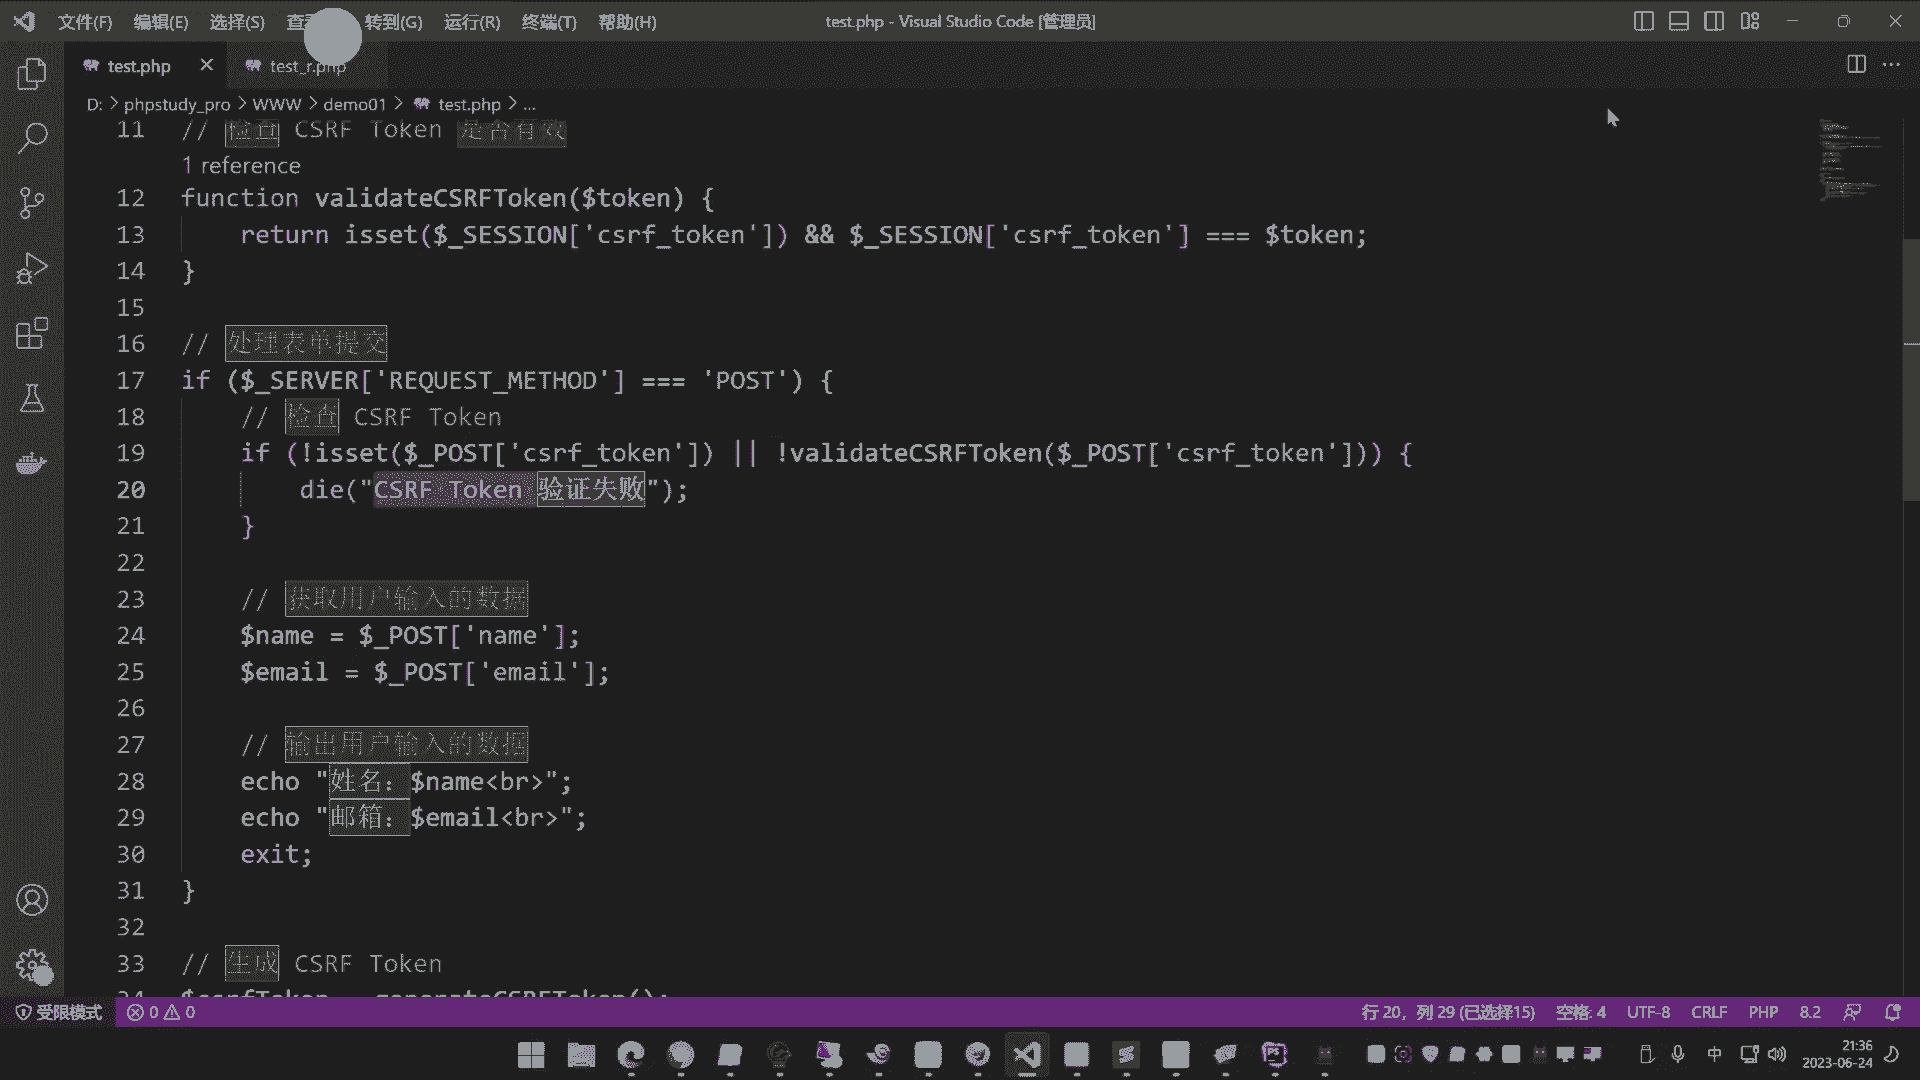 文件(F) 编辑(E) 选择(S) 转到(G) 运行(R) 终端(T) 帮助(H) test.php - Visual Studio Code [管理员]
test.php test_r.php
D: > phpstudy_pro > WWW > demo01 > test.php > ...
11 // 检查 CSRF Token 是否有效
1 reference
12 function validateCSRFToken($token) {
13 return isset($_SESSION['csrf_token']) && $_SESSION['csrf_token'] === $token;
14 }
15
16 // 处理表单提交
17 if ($_SERVER['REQUEST_METHOD'] === 'POST') {
18 // 检查 CSRF Token
19 if (!isset($_POST['csrf_token']) || !validateCSRFToken($_POST['csrf_token'])) {
20 die("CSRF Token 验证失败");
21 }
22
23 // 获取用户输入的数据
24 $name = $_POST['name'];
25 $email = $_POST['email'];
26
27 // 输出用户输入的数据
28 echo "姓名：$name<br>";
29 echo "邮箱：$email<br>";
30 exit;
31 }
32
33 // 生成 CSRF Token
34 $csrfToken = generateCSRFToken();
受限模式 0 0 行 20，列 29 (已选择15) 空格: 4 UTF-8 CRLF PHP 8.2
中 21:36
2023-06-24